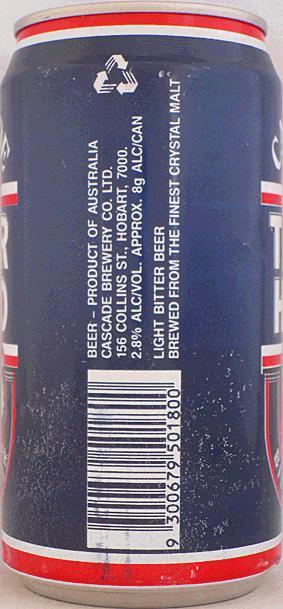 BEER – PRODUCT OF AUSTRALIA
CASCADE BREWERY CO. LTD.
156 COLLINS ST., HOBART, 7000.
2.8% ALC/VOL. APPROX. 8g ALC/CAN
LIGHT BITTER BEER
BREWED FROM THE FINEST CRYSTAL MALT
9 300679 501800